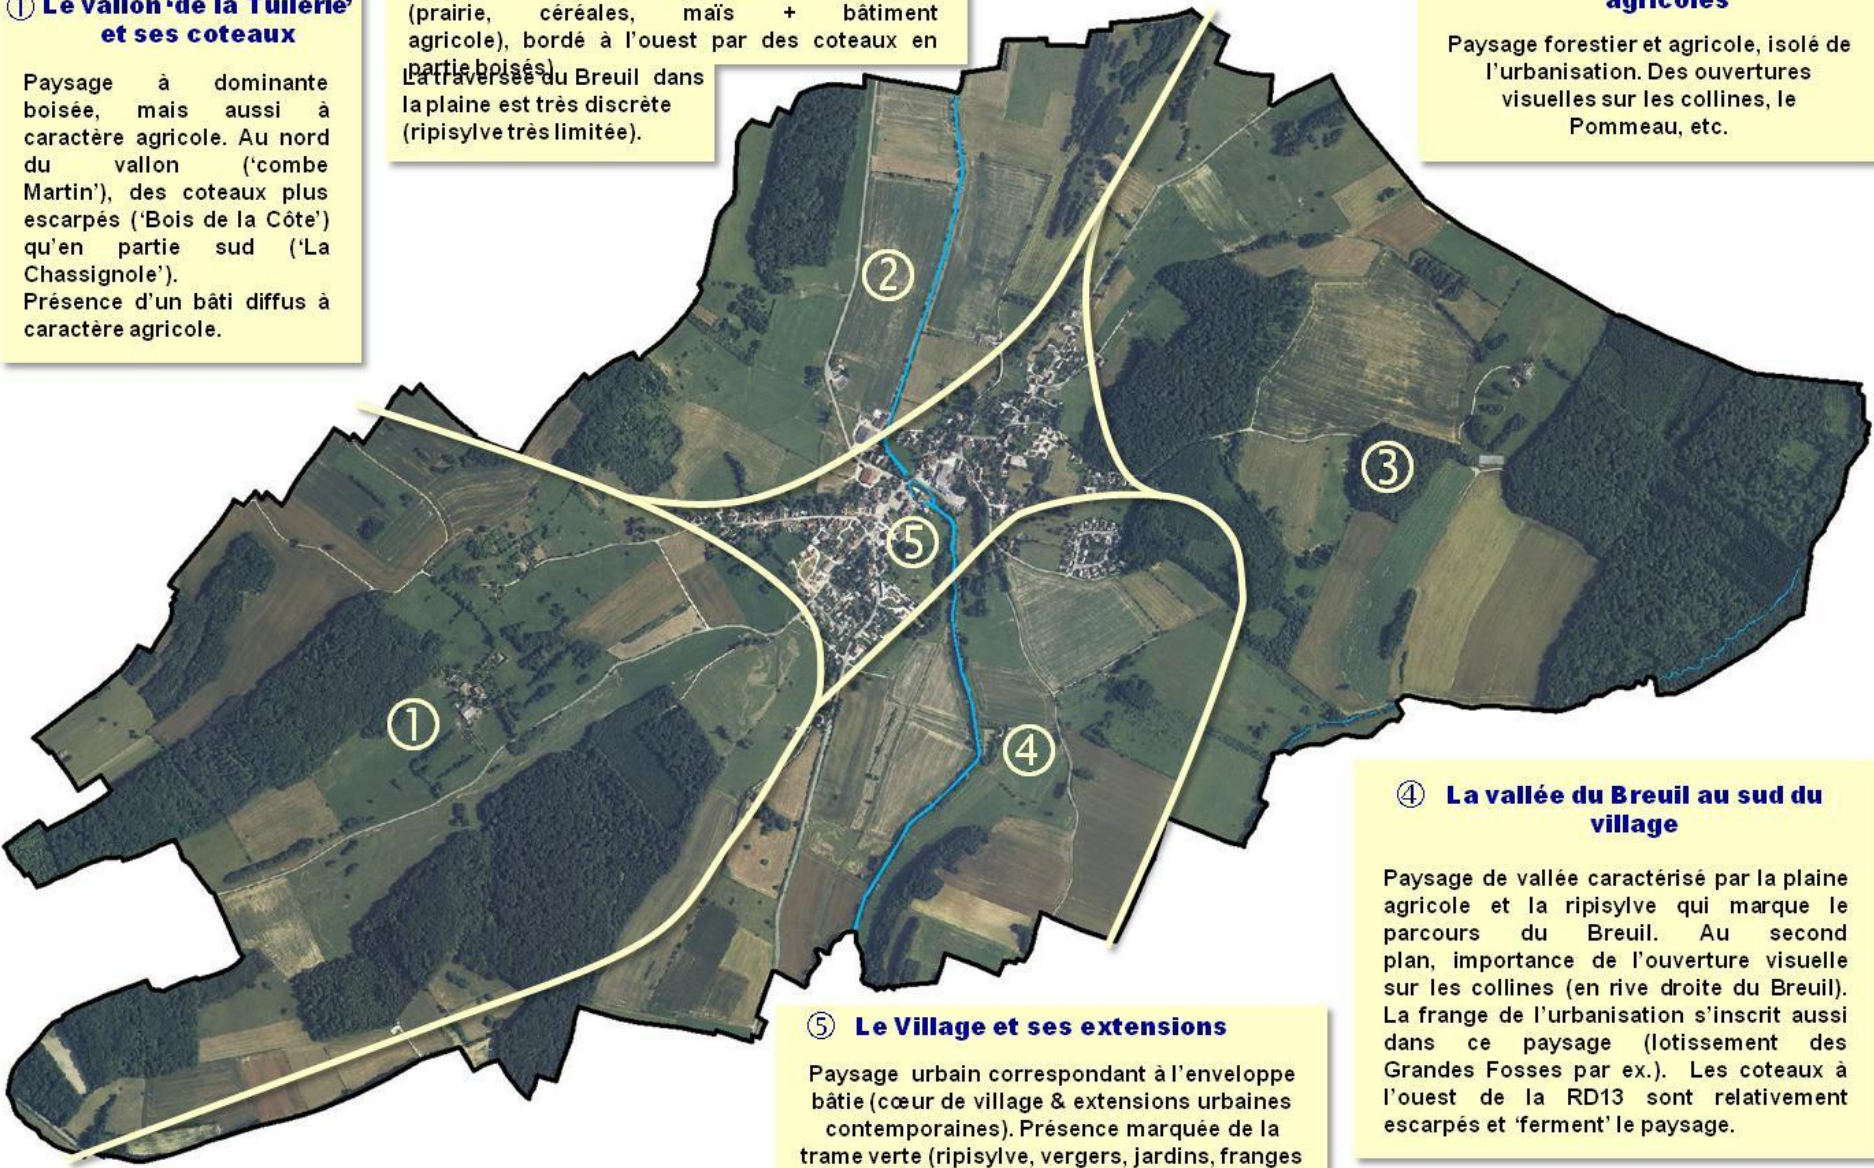 ① Le vallon ‘de la Tuilerie’
et ses coteaux
Paysage à dominante
boisée, mais aussi à
caractère agricole. Au nord
du vallon (‘combe
Martin’), des coteaux plus
escarpés (‘Bois de la Côte’)
qu’en partie sud (‘La
Chassignole’).
Présence d’un bâti diffus à
caractère agricole.
(prairie, céréales, maïs + bâtiment
agricole), bordé à l’ouest par des coteaux en
partie boisés)
La traversée du Breuil dans
la plaine est très discrète
(ripisylve très limitée).
agricoles
Paysage forestier et agricole, isolé de
l’urbanisation. Des ouvertures
visuelles sur les collines, le
Pommeau, etc.
②
③
⑤
①
④
④ La vallée du Breuil au sud du
village
Paysage de vallée caractérisé par la plaine
agricole et la ripisylve qui marque le
parcours du Breuil. Au second
plan, importance de l’ouverture visuelle
sur les collines (en rive droite du Breuil).
La frange de l’urbanisation s’inscrit aussi
dans ce paysage (lotissement des
Grandes Fosses par ex.). Les coteaux à
l’ouest de la RD13 sont relativement
escarpés et ‘ferment’ le paysage.
⑤ Le Village et ses extensions
Paysage urbain correspondant à l’enveloppe
bâtie (cœur de village & extensions urbaines
contemporaines). Présence marquée de la
trame verte (ripisylve, vergers, jardins, franges